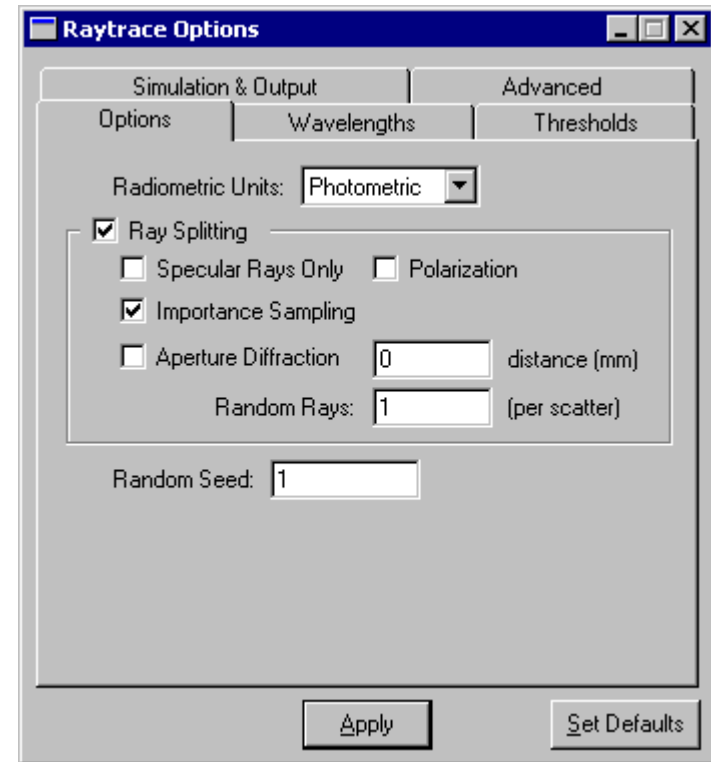 Raytrace Options
Simulation & Output Advanced
Options Wavelengths Thresholds
Radiometric Units: Photometric
Ray Splitting
Specular Rays Only Polarization
Importance Sampling
Aperture Diffraction 0 distance (mm)
Random Rays: 1 (per scatter)
Random Seed: 1
Apply Set Defaults